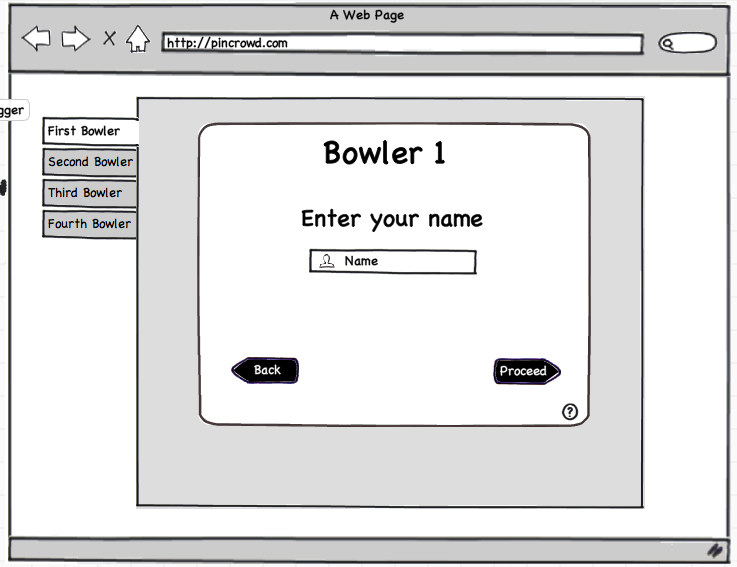 A Web Page
http://pincrowd.com
gger
First Bowler
Second Bowler
Third Bowler
Fourth Bowler
Bowler 1
Enter your name
Name
Back
Proceed
?